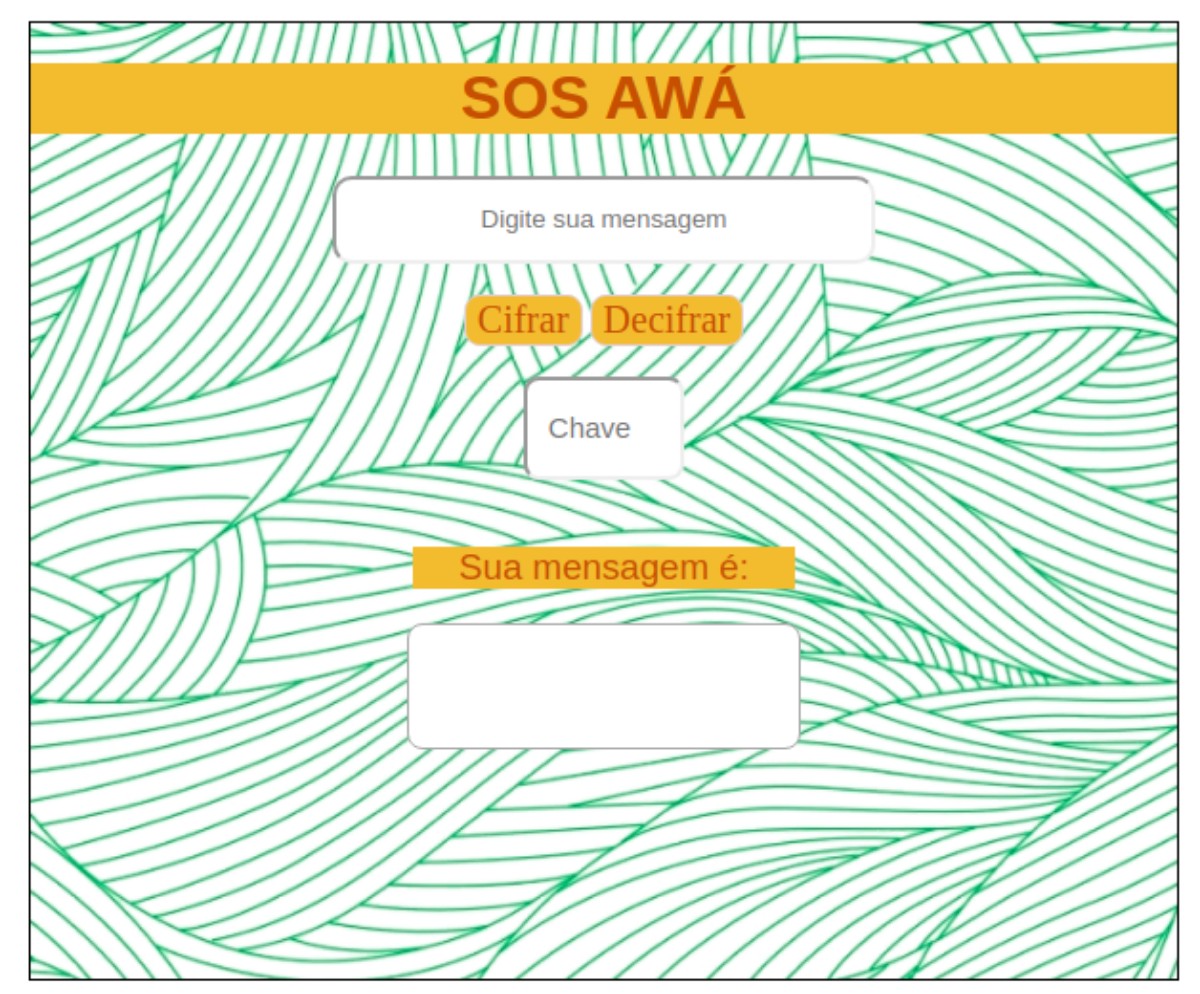 SOS AWÁ
Digite sua mensagem
Cifrar Decifrar
Chave
Sua mensagem é: